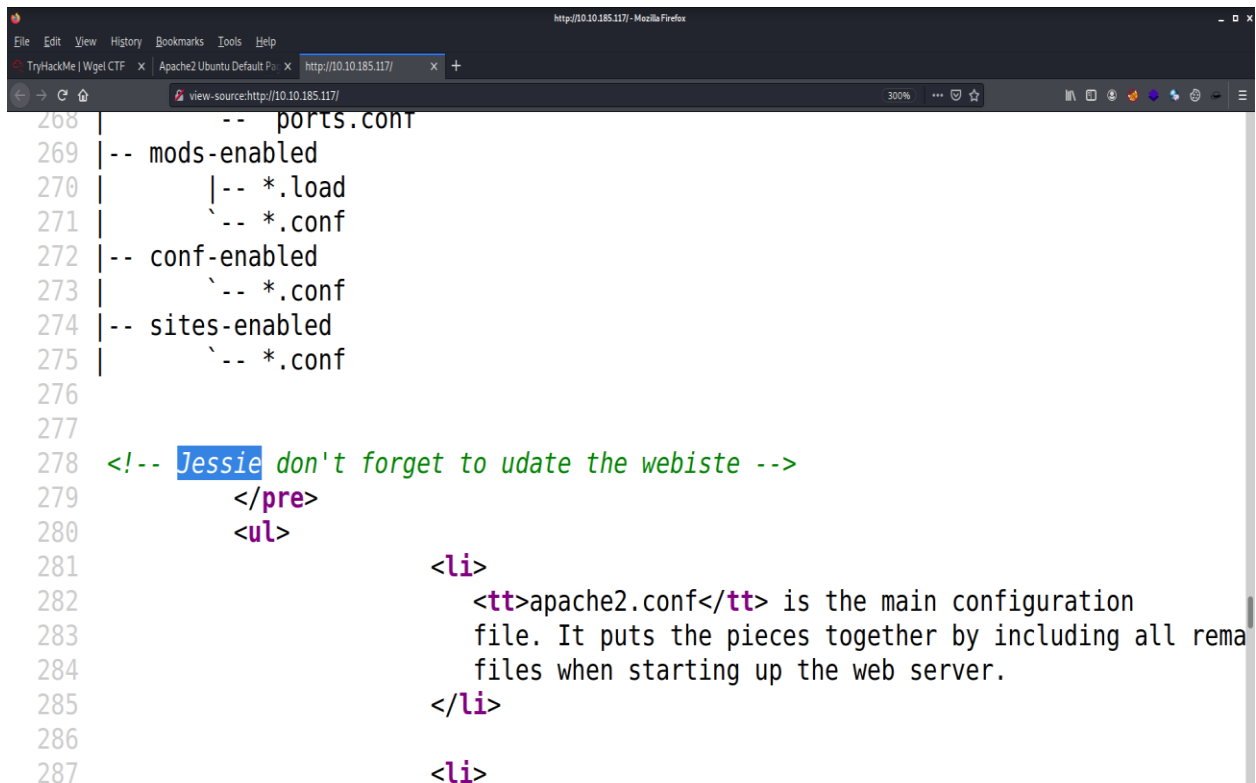 http://10.10.185.117/ - Mozilla Firefox
File Edit View History Bookmarks Tools Help
TryHackMe | Wgel CTF Apache2 Ubuntu Default Pa http://10.10.185.117/
view-source:http://10.10.185.117/ 300%
268 | `-- ports.conf
269 |-- mods-enabled
270 | |-- *.load
271 | `-- *.conf
272 |-- conf-enabled
273 | `-- *.conf
274 |-- sites-enabled
275 | `-- *.conf
276
277
278 <!-- Jessie don't forget to udate the webiste -->
279 </pre>
280 <ul>
281 <li>
282 <tt>apache2.conf</tt> is the main configuration
283 file. It puts the pieces together by including all rema
284 files when starting up the web server.
285 </li>
286
287 <li>